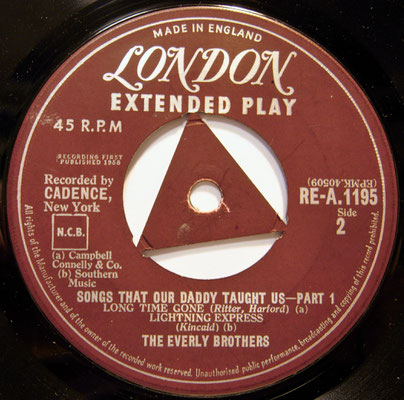 MADE IN ENGLAND
LONDON
EXTENDED PLAY
45 R.P.M
RECORDING FIRST
PUBLISHED 1958
(EPMK.40509)
Recorded by
CADENCE,
New York
RE-A.1195
Side
2
N.C.B.
(a) Campbell
Connelly & Co.
(b) Southern
Music
SONGS THAT OUR DADDY TAUGHT US—PART 1
LONG TIME GONE (Ritter, Harford) (a)
LIGHTNING EXPRESS
(Kincaid) (b)
THE EVERLY BROTHERS
All rights of the Manufacturer and of the owner of the recorded work reserved. Unauthorised public performance, broadcasting and copying of this record prohibited